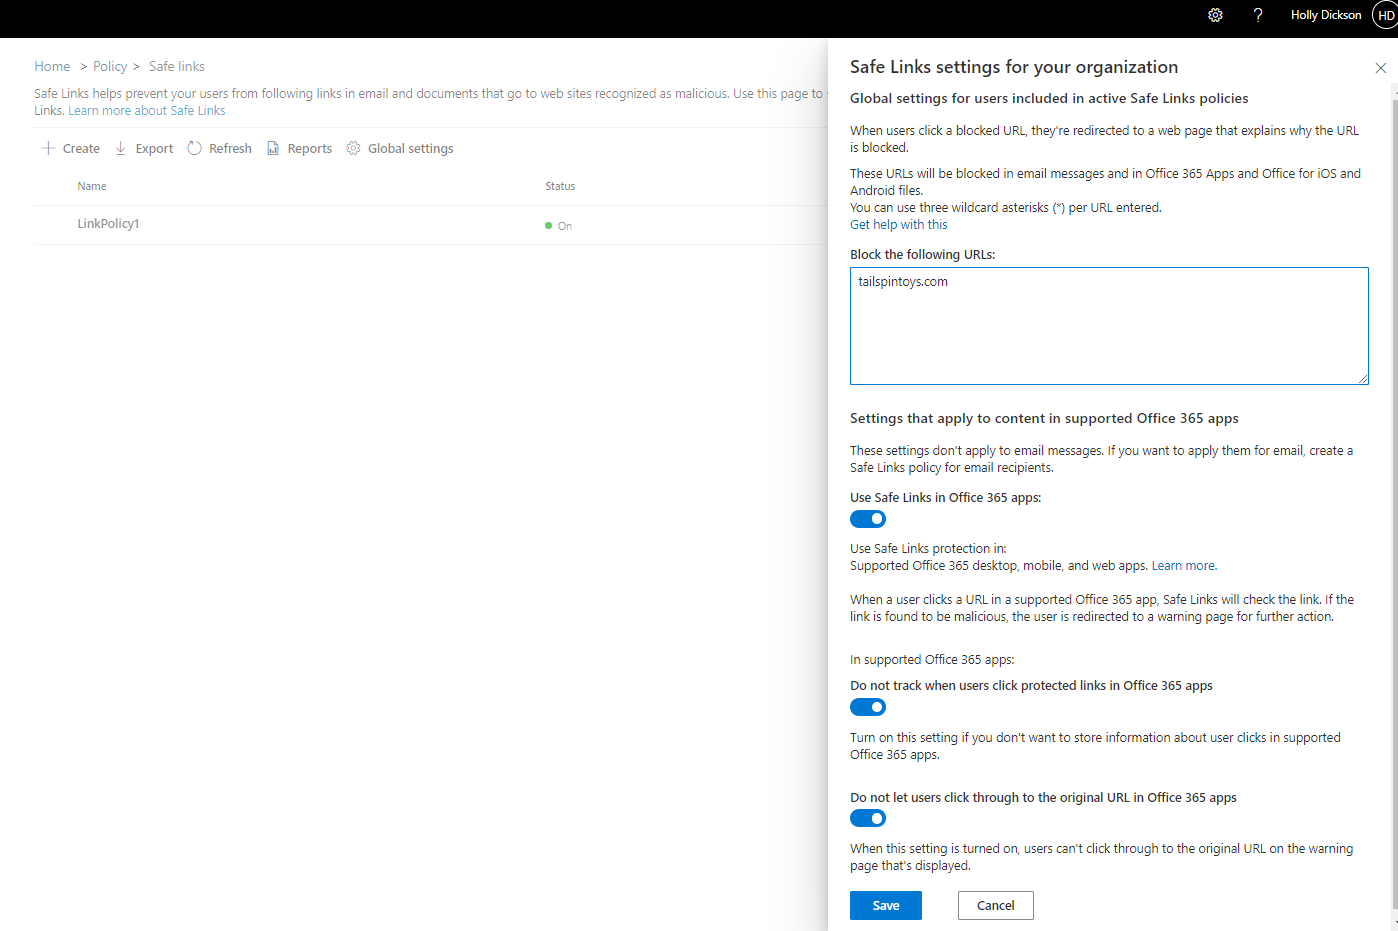 Holly Dickson HD
Home > Policy > Safe links
Safe Links helps prevent your users from following links in email and documents that go to web sites recognized as malicious. Use this page to
Links. Learn more about Safe Links
Create Export Refresh Reports Global settings
Name Status
LinkPolicy1 On
Safe Links settings for your organization
Global settings for users included in active Safe Links policies
When users click a blocked URL, they're redirected to a web page that explains why the URL
is blocked.
These URLs will be blocked in email messages and in Office 365 Apps and Office for iOS and
Android files.
You can use three wildcard asterisks (*) per URL entered.
Get help with this
Block the following URLs:
tailspintoys.com
Settings that apply to content in supported Office 365 apps
These settings don't apply to email messages. If you want to apply them for email, create a
Safe Links policy for email recipients.
Use Safe Links in Office 365 apps:
Use Safe Links protection in:
Supported Office 365 desktop, mobile, and web apps. Learn more.
When a user clicks a URL in a supported Office 365 app, Safe Links will check the link. If the
link is found to be malicious, the user is redirected to a warning page for further action.
In supported Office 365 apps:
Do not track when users click protected links in Office 365 apps
Turn on this setting if you don't want to store information about user clicks in supported
Office 365 apps.
Do not let users click through to the original URL in Office 365 apps
When this setting is turned on, users can't click through to the original URL on the warning
page that's displayed.
Save Cancel